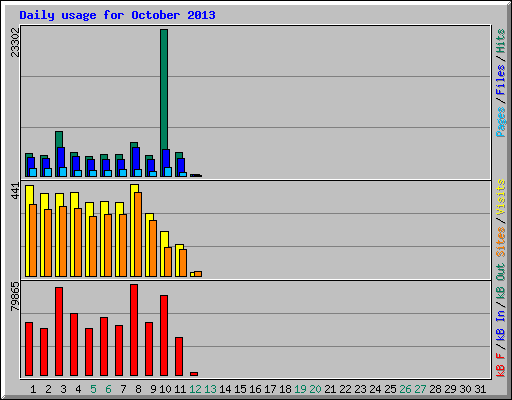 Daily usage for October 2013
23302
441
79865
Pages/Files/Hits
Sites/Visits
kB F/kB In/kB Out
1 2 3 4 5 6 7 8 9 10 11 12 13 14 15 16 17 18 19 20 21 22 23 24 25 26 27 28 29 30 31